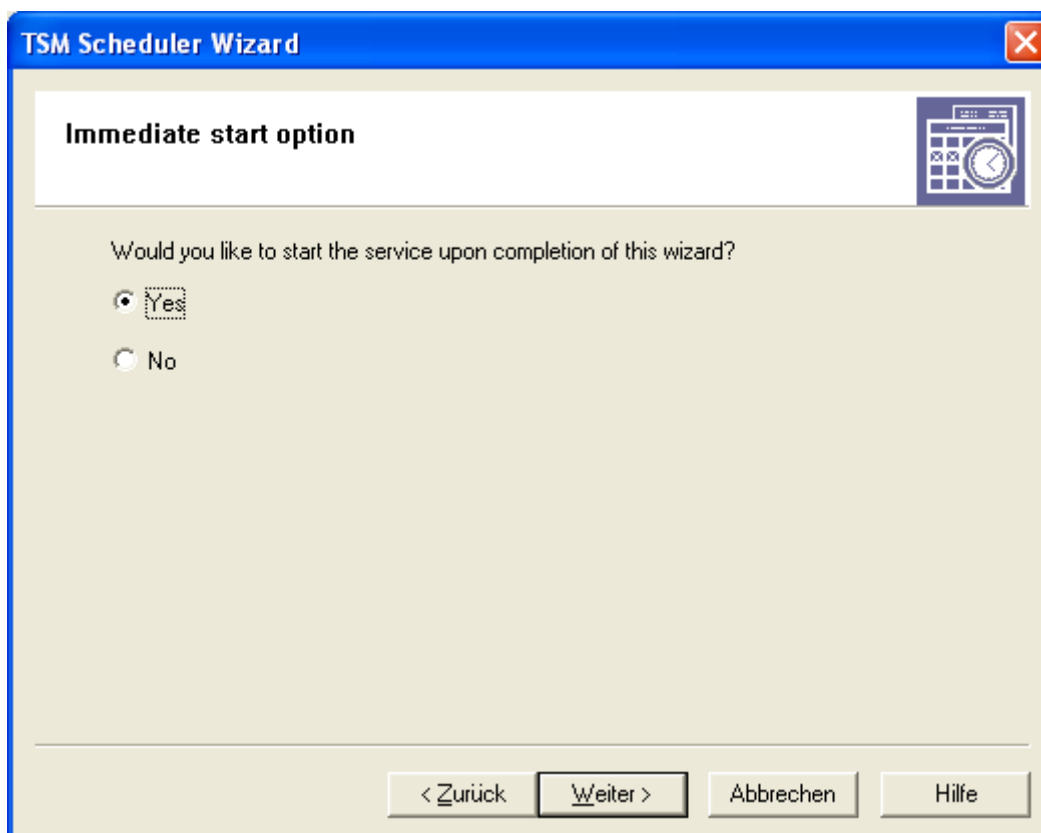 TSM Scheduler Wizard
Immediate start option
Would you like to start the service upon completion of this wizard?
Yes
No
< Zurück Weiter > Abbrechen Hilfe